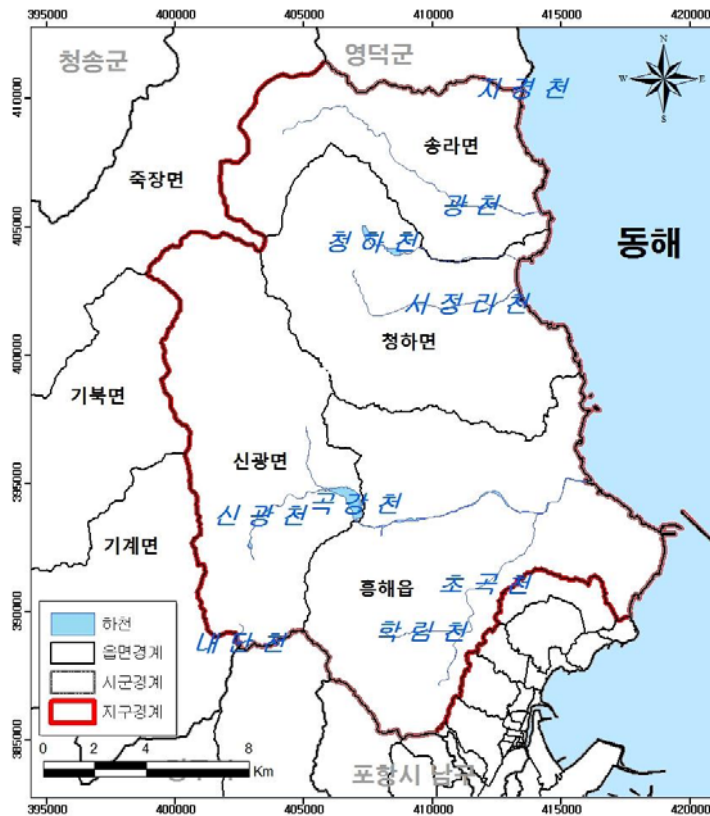 395000 400000 405000 410000 415000 420000
청송군
영덕군
N
W E
S
410000
지 경 천
송라면
죽장면
광 천
405000
청 하 천
동해
서 정 리 천
청하면
400000
기북면
신광면
395000
신 광 천
곡 강 천
기계면
흥해읍
초 곡 천
390000
학 림 천
내 단 천
하천
읍면경계
시군경계
지구경계
385000
0 2 4 8
Km
포항시 남구
395000 400000 405000 410000 415000 420000